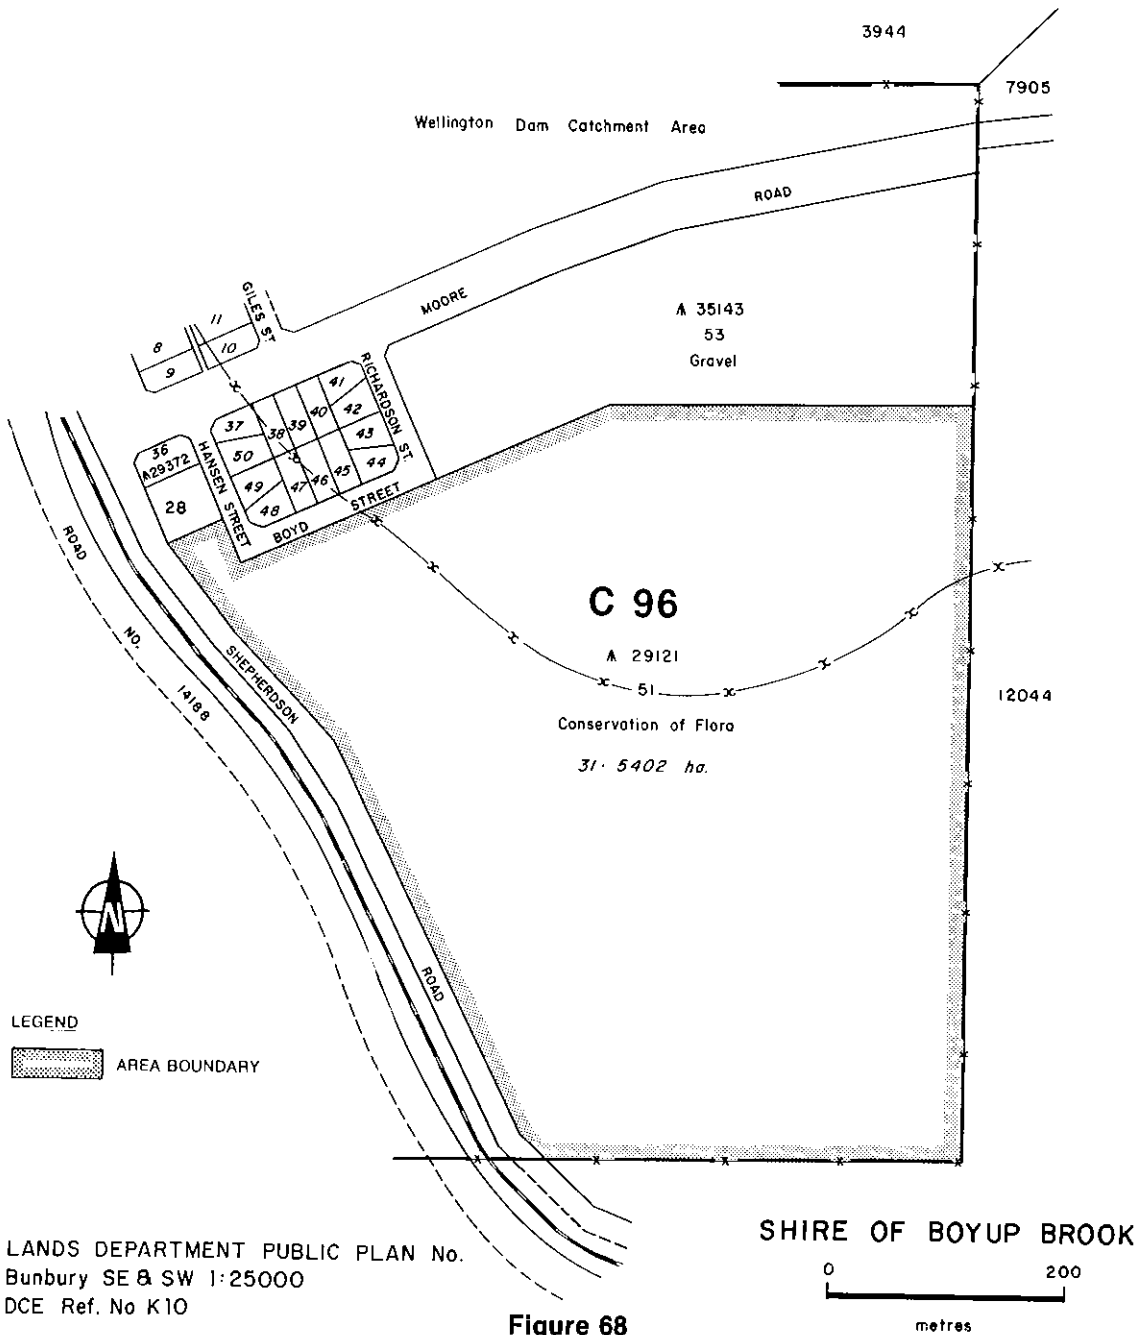 3944
7905
Wellington Dam Catchment Area
ROAD
MOORE
GILES ST.
11
8
10
9
35143
53
Gravel
RICHARDSON ST.
41
40
42
39
37
38
43
36
29372
HANSEN STREET
50
44
45
46
47
49
48
28
BOYD STREET
ROAD NO. 14188
C 96
29121
51
Conservation of Flora
31·5402 ha.
12044
SHEPHERDSON ROAD
N
LEGEND
AREA BOUNDARY
SHIRE OF BOYUP BROOK
0 200
metres
LANDS DEPARTMENT PUBLIC PLAN No.
Bunbury SE & SW 1:25000
DCE Ref. No K10
Figure 68